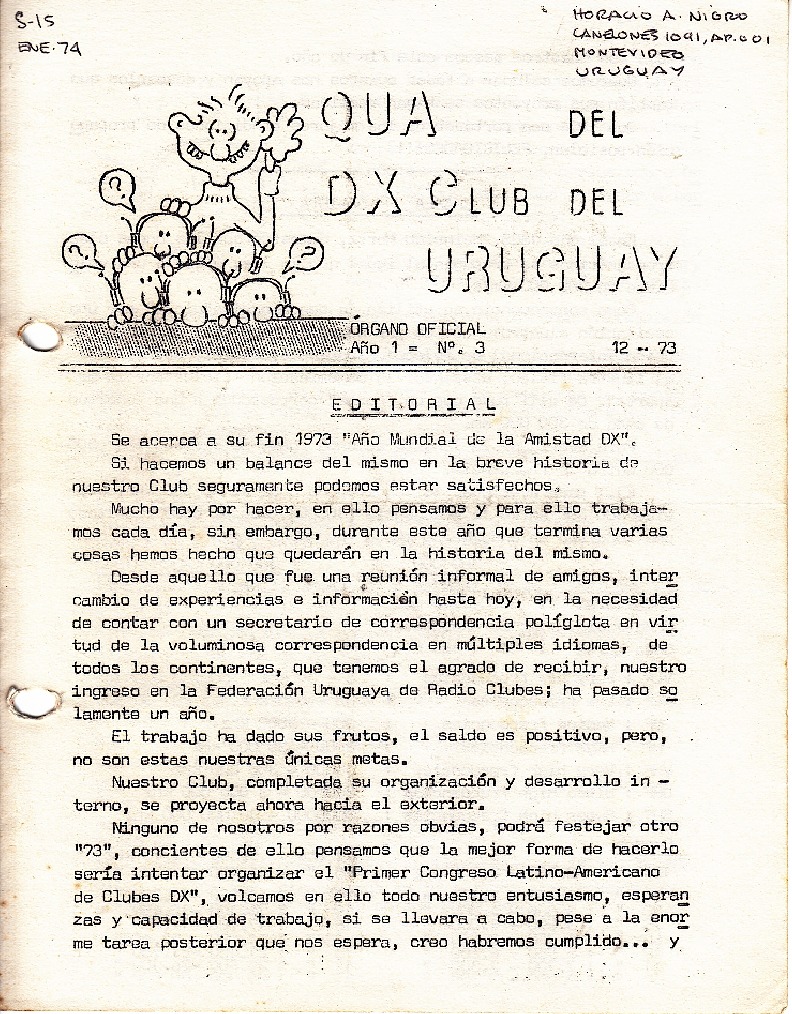 S-15
ENE-74
HORACIO A. NIGRO
CANELONES 1091, AP. 001
MONTEVIDEO
URUGUAY
QUA DEL
DX CLUB DEL
URUGUAY
?
?
?
ÓRGANO OFICIAL
Año 1 = Nº. 3 12 - 73
EDITORIAL
Se acerca a su fin 1973 "Año Mundial de la Amistad DX".
Si hacemos un balance del mismo en la breve historia de
nuestro Club seguramente podemos estar satisfechos.
Mucho hay por hacer, en ello pensamos y para ello trabaja-
mos cada día, sin embargo, durante este año que termina varias
cosas hemos hecho que quedarán en la historia del mismo.
Desde aquello que fue una reunión informal de amigos, inter
cambio de experiencias e información hasta hoy, en la necesidad
de contar con un secretario de correspondencia políglota en vir
tud de la voluminosa correspondencia en múltiples idiomas, de
todos los continentes, que tenemos el agrado de recibir, nuestro
ingreso en la Federación Uruguaya de Radio Clubes; ha pasado so
lamente un año.
El trabajo ha dado sus frutos, el saldo es positivo, pero,
no son estas nuestras únicas metas.
Nuestro Club, completada su organización y desarrollo in -
terno, se proyecta ahora hacia el exterior.
Ninguno de nosotros por razones obvias, podrá festejar otro
"73", concientes de ello pensamos que la mejor forma de hacerlo
sería intentar organizar el "Primer Congreso Latino-Americano
de Clubes DX", volcamos en ello todo nuestro entusiasmo, esperan
zas y capacidad de trabajo, si se llevara a cabo, pese a la enor
me tarea posterior que nos espera, creo habremos cumplido... y